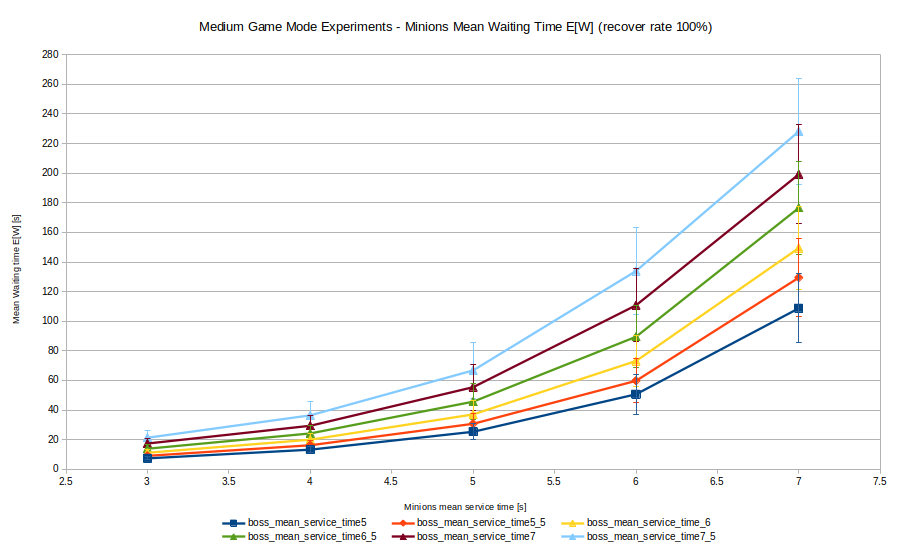 Medium Game Mode Experiments - Minions Mean Waiting Time E[W] (recover rate 100%)
280
260
240
220
200
180
160
140
120
100
80
60
40
20
0
Mean Waiting time E[W] [s]
2.5 3 3.5 4 4.5 5 5.5 6 6.5 7 7.5
Minions mean service time [s]
boss_mean_service_time5 boss_mean_service_time5_5 boss_mean_service_time_6
boss_mean_service_time6_5 boss_mean_service_time7 boss_mean_service_time7_5